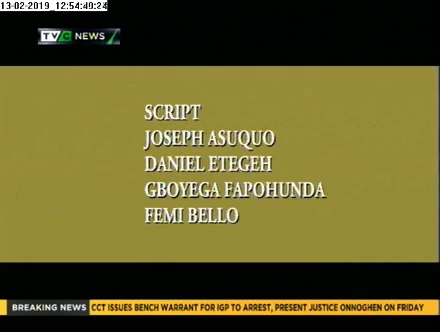 13-02-2019 12:54:49:24
TVC NEWS
SCRIPT
JOSEPH ASUQUO
DANIEL ETEGEH
GBOYEGA FAPOHUNDA
FEMI BELLO
BREAKING NEWS CCT ISSUES BENCH WARRANT FOR IGP TO ARREST, PRESENT JUSTICE ONNOGHEN ON FRIDAY